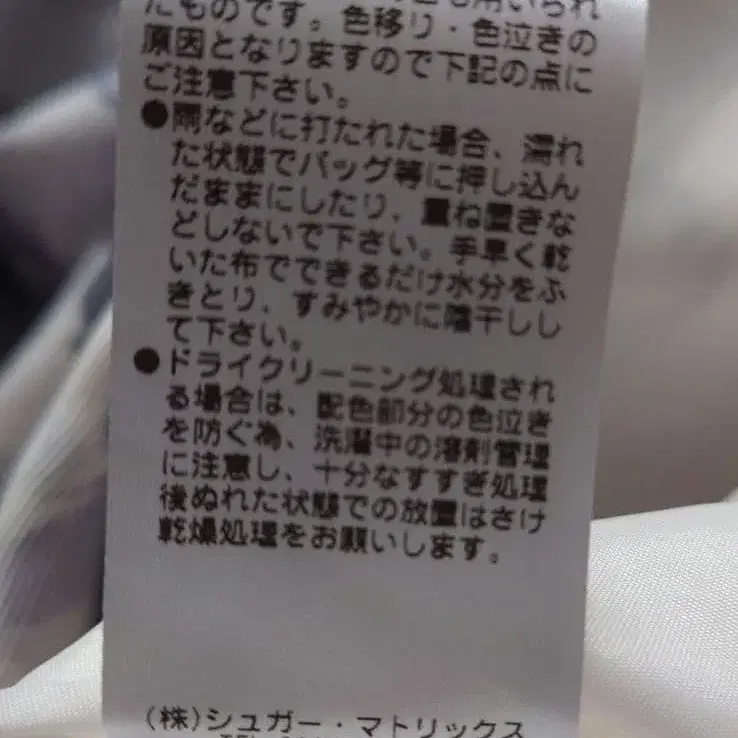 たものです。色移り・色泣きの
原因となりますので下記の点に
ご注意下さい。
●雨などに打たれた場合、濡れ
た状態でバッグ等に押し込ん
だままにしたり、重ね置きな
どしないで下さい。手早く乾
いた布でできるだけ水分をふ
きとり、すみやかに陰干しし
て下さい。
●ドライクリーニング処理され
る場合は、配色部分の色泣き
を防ぐ為、洗濯中の溶剤管理
に注意し、十分なすすぎ処理
後ぬれた状態での放置はさけ
乾燥処理をお願いします。
(株)シュガー・マトリックス